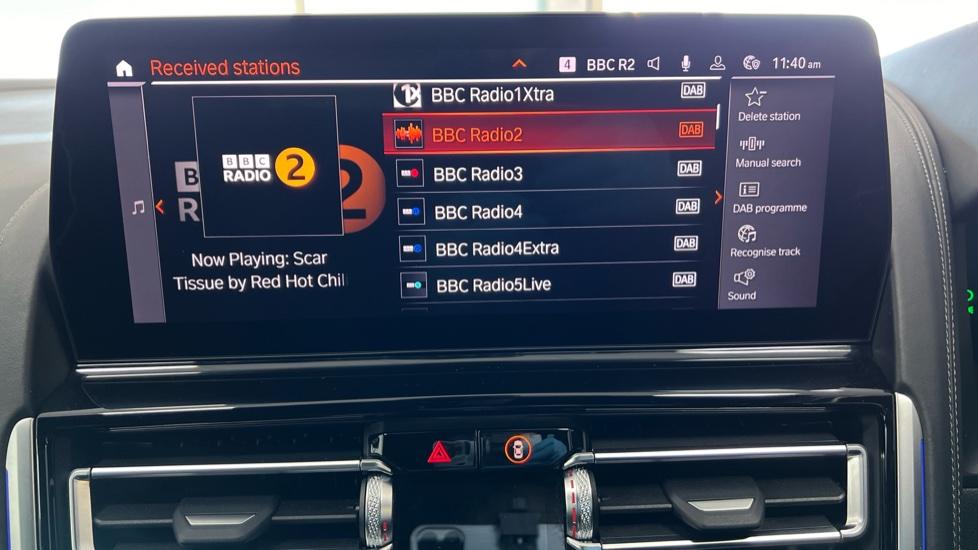 Received stations
4 BBC R2 11:40 am
BBC Radio1Xtra DAB
BBC Radio2 DAB
BBC Radio3 DAB
BBC Radio4 DAB
BBC Radio4Extra DAB
BBC Radio5Live DAB
B R 2
BBC
RADIO 2
Now Playing: Scar
Tissue by Red Hot Chil
Delete station
Manual search
DAB programme
Recognise track
Sound